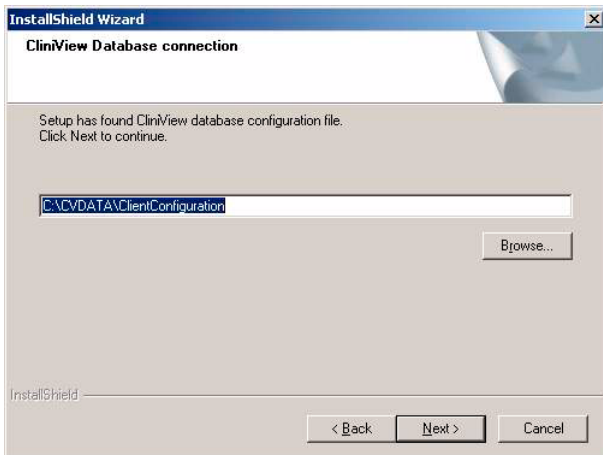 InstallShield Wizard
CliniView Database connection
Setup has found CliniView database configuration file.
Click Next to continue.
C:\CVDATA\ClientConfiguration
Browse...
InstallShield
< Back Next > Cancel